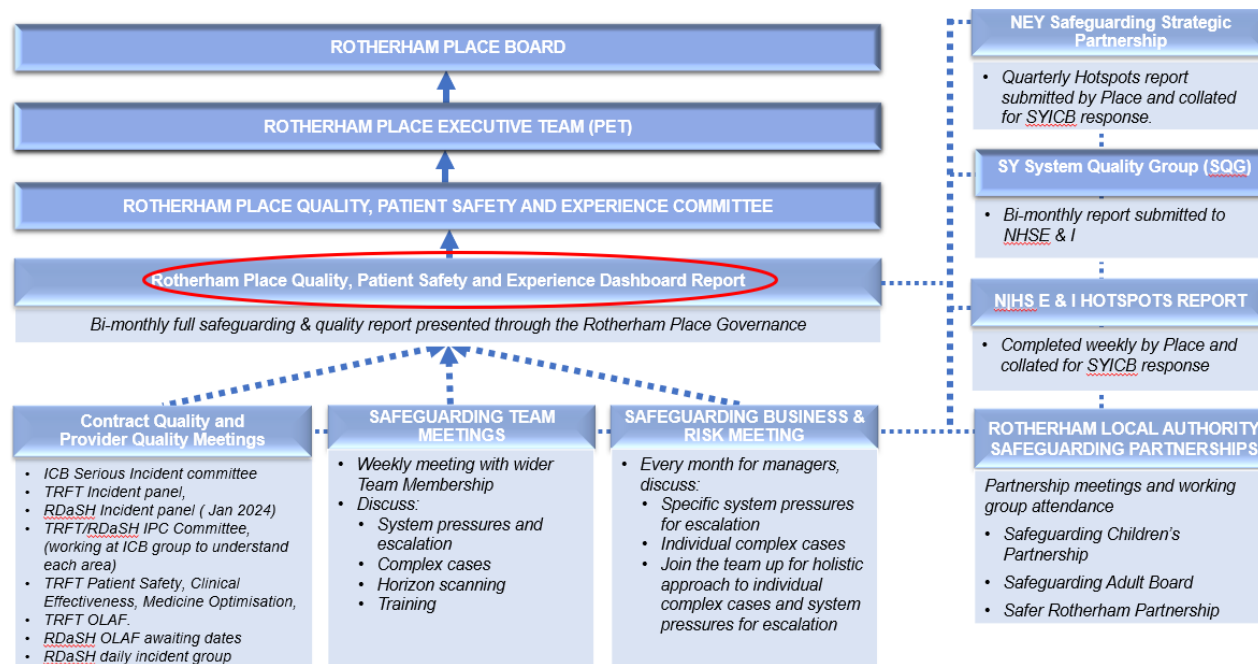 ROTHERHAM PLACE BOARD
ROTHERHAM PLACE EXECUTIVE TEAM (PET)
ROTHERHAM PLACE QUALITY, PATIENT SAFETY AND EXPERIENCE COMMITTEE
Rotherham Place Quality, Patient Safety and Experience Dashboard Report
Bi-monthly full safeguarding & quality report presented through the Rotherham Place Governance
Contract Quality and
Provider Quality Meetings
• ICB Serious Incident committee
• TRFT Incident panel,
• RDaSH Incident panel ( Jan 2024)
• TRFT/RDaSH IPC Committee,
(working at ICB group to understand
each area)
• TRFT Patient Safety, Clinical
Effectiveness, Medicine Optimisation,
• TRFT OLAF.
• RDaSH OLAF awaiting dates
• RDaSH daily incident group
SAFEGUARDING TEAM
MEETINGS
• Weekly meeting with wider
Team Membership
• Discuss:
• System pressures and
escalation
• Complex cases
• Horizon scanning
• Training
SAFEGUARDING BUSINESS &
RISK MEETING
• Every month for managers,
discuss:
• Specific system pressures
for escalation
• Individual complex cases
• Join the team up for holistic
approach to individual
complex cases and system
pressures for escalation
NEY Safeguarding Strategic
Partnership
• Quarterly Hotspots report
submitted by Place and collated
for SYICB response.
SY System Quality Group (SQG)
• Bi-monthly report submitted to
NHSE & I
N|HS E & I HOTSPOTS REPORT
• Completed weekly by Place and
collated for SYICB response
ROTHERHAM LOCAL AUTHORITY
SAFEGUARDING PARTNERSHIPS
Partnership meetings and working
group attendance
• Safeguarding Children's
Partnership
• Safeguarding Adult Board
• Safer Rotherham Partnership